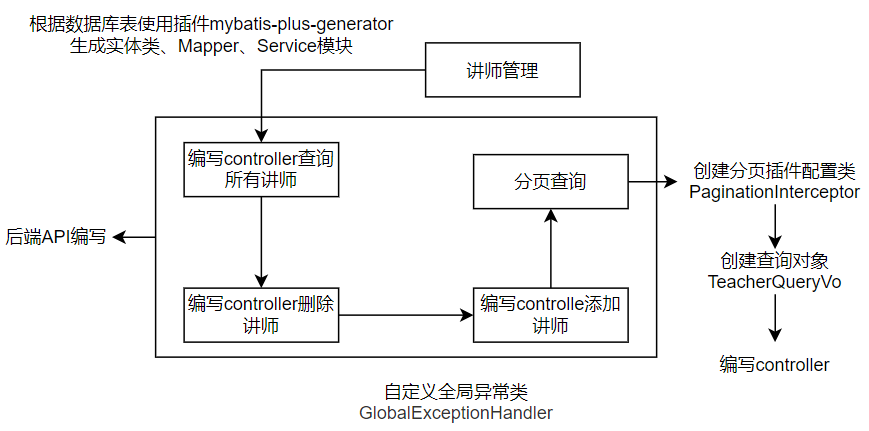 根据数据库表使用插件mybatis-plus-generator
生成实体类、Mapper、Service模块
讲师管理
编写controller查询
所有讲师
分页查询
创建分页插件配置类
PaginationInterceptor
后端API编写
创建查询对象
TeacherQueryVo
编写controller删除
讲师
编写controlle添加
讲师
编写controller
自定义全局异常类
GlobalExceptionHandler